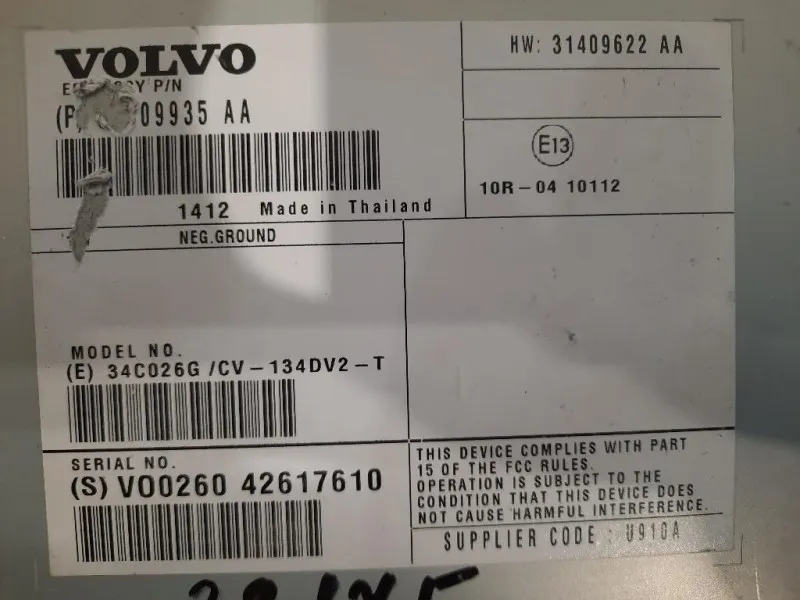 VOLVO
P/N
09935 AA
1412 Made in Thailand
NEG.GROUND
HW: 31409622 AA
E13
10R-04 10112
MODEL NO.
(E) 34C026G /CV-134DV2-T
SERIAL NO.
(S) VO0260 42617610
THIS DEVICE COMPLIES WITH PART
15 OF THE FCC RULES.
OPERATION IS SUBJECT TO THE
CONDITION THAT THIS DEVICE DOES
NOT CAUSE HARMFUL INTERFERENCE.
SUPPLIER CODE : U910A